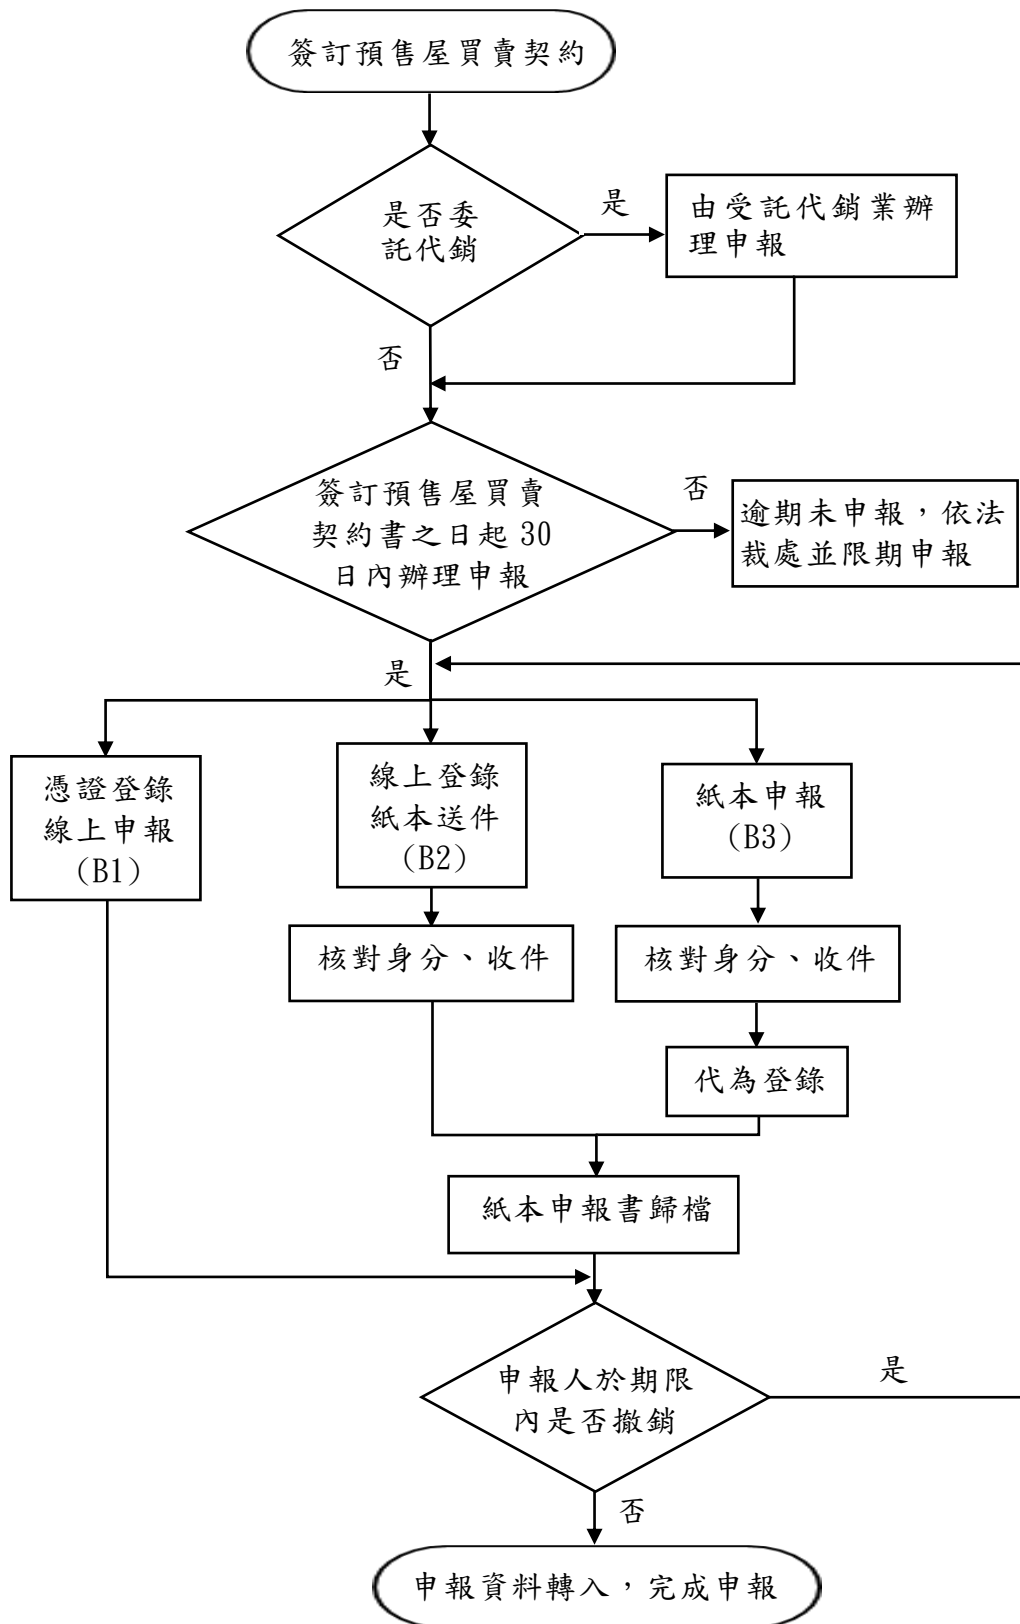 簽訂預售屋買賣契約
是否委
託代銷
是
由受託代銷業辦
理申報
否
簽訂預售屋買賣
契約書之日起 30
日內辦理申報
否
逾期未申報，依法
裁處並限期申報
是
憑證登錄
線上申報
(B1)
線上登錄
紙本送件
(B2)
紙本申報
(B3)
核對身分、收件
核對身分、收件
代為登錄
紙本申報書歸檔
申報人於期限
內是否撤銷
是
否
申報資料轉入，完成申報